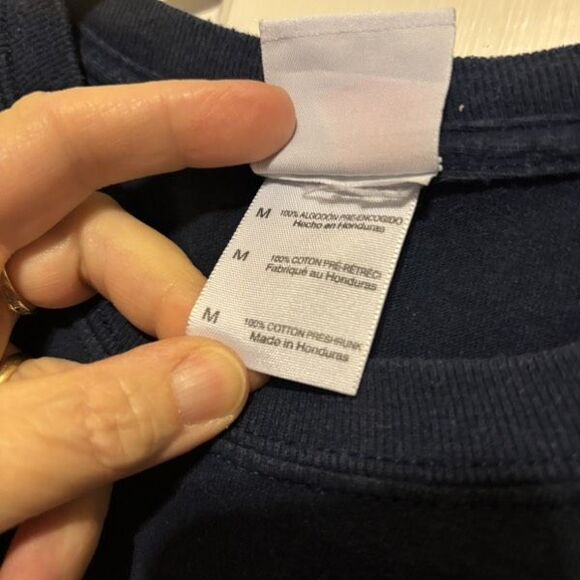 M 100% ALGODÓN PRE-ENCOGIDO
Hecho en Honduras
M 100% COTON PRÉ-RÉTRÉCI
Fabriqué au Honduras
M 100% COTTON PRESHRUNK
Made in Honduras